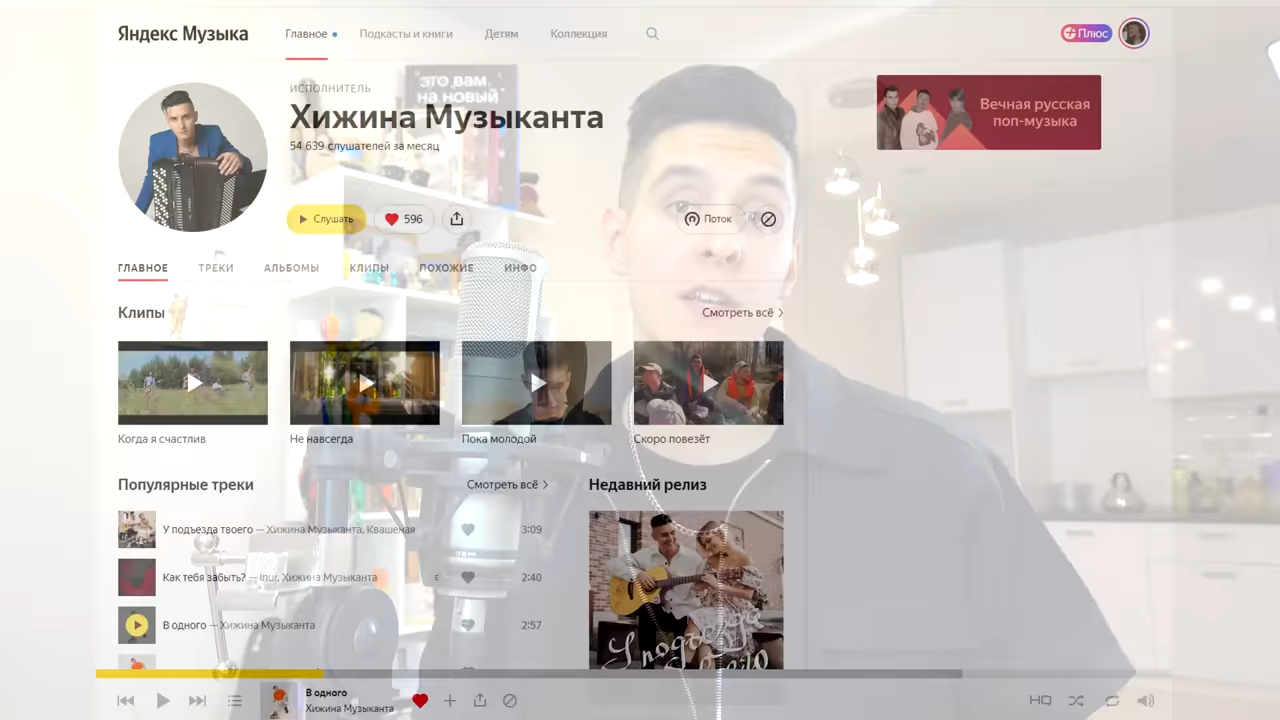 Яндекс Музыка
Главное
Подкасты и книги
Детям
Коллекция
Плюс
ИСПОЛНИТЕЛЬ
это вам
на новый
Хижина Музыканта
54 639 слушателей за месяц
Вечная русская
поп-музыка
Слушать
596
Поток
ГЛАВНОЕ
ТРЕКИ
АЛЬБОМЫ
КЛИПЫ
ПОХОЖИЕ
ИНФО
Клипы
Смотреть всё
Когда я счастлив
Не навсегда
Пока молодой
Скоро повезёт
Популярные треки
Смотреть всё
Недавний релиз
У подъезда твоего — Хижина Музыканта, Квашеная
3:09
Как тебя забыть? — Inur, Хижина Музыканта
E
2:40
В одного — Хижина Музыканта
2:57
В одного
Хижина Музыканта
HQ